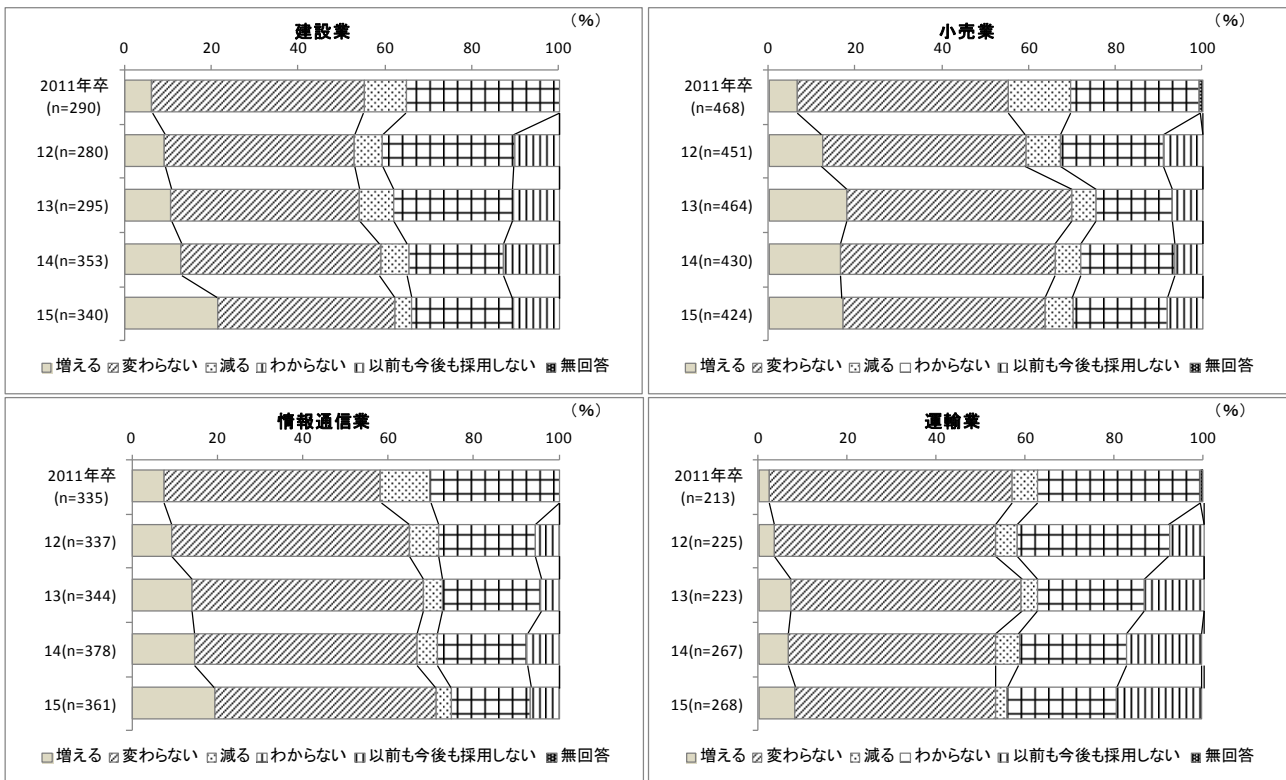 建設業
（%）
0 20 40 60 80 100
2011年卒
(n=290)
12(n=280)
13(n=295)
14(n=353)
15(n=340)
増える 変わらない 減る わからない 以前も今後も採用しない 無回答
小売業
（%）
0 20 40 60 80 100
2011年卒
(n=468)
12(n=451)
13(n=464)
14(n=430)
15(n=424)
増える 変わらない 減る わからない 以前も今後も採用しない 無回答
情報通信業
（%）
0 20 40 60 80 100
2011年卒
(n=335)
12(n=337)
13(n=344)
14(n=378)
15(n=361)
増える 変わらない 減る わからない 以前も今後も採用しない 無回答
運輸業
（%）
0 20 40 60 80 100
2011年卒
(n=213)
12(n=225)
13(n=223)
14(n=267)
15(n=268)
増える 変わらない 減る わからない 以前も今後も採用しない 無回答